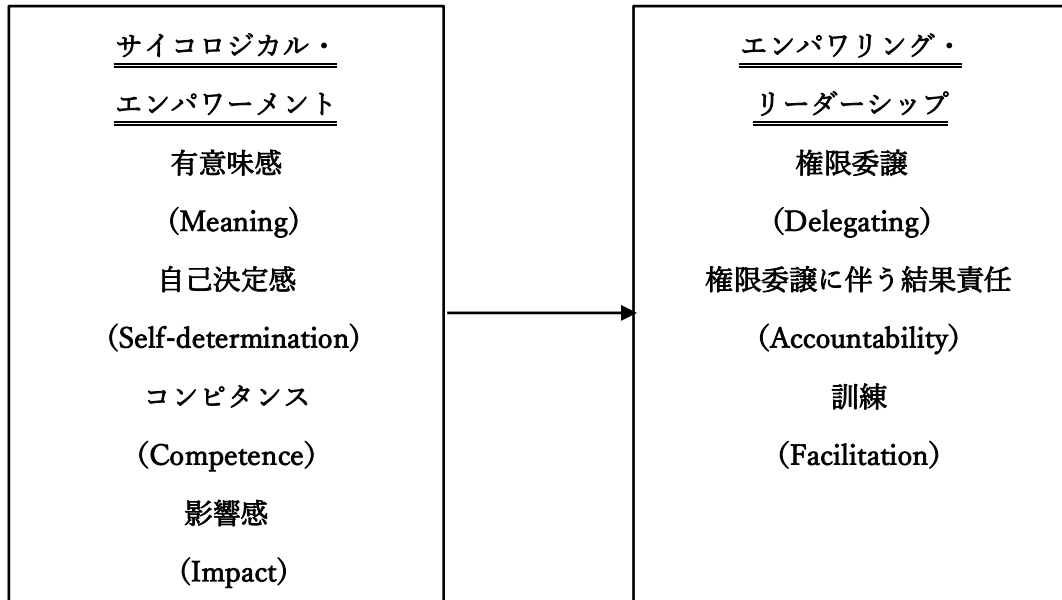 サイコロジカル・
エンパワーメント
有意味感
(Meaning)
自己決定感
(Self-determination)
コンピタンス
(Competence)
影響感
(Impact)
エンパワリング・
リーダーシップ
権限委譲
(Delegating)
権限委譲に伴う結果責任
(Accountability)
訓練
(Facilitation)